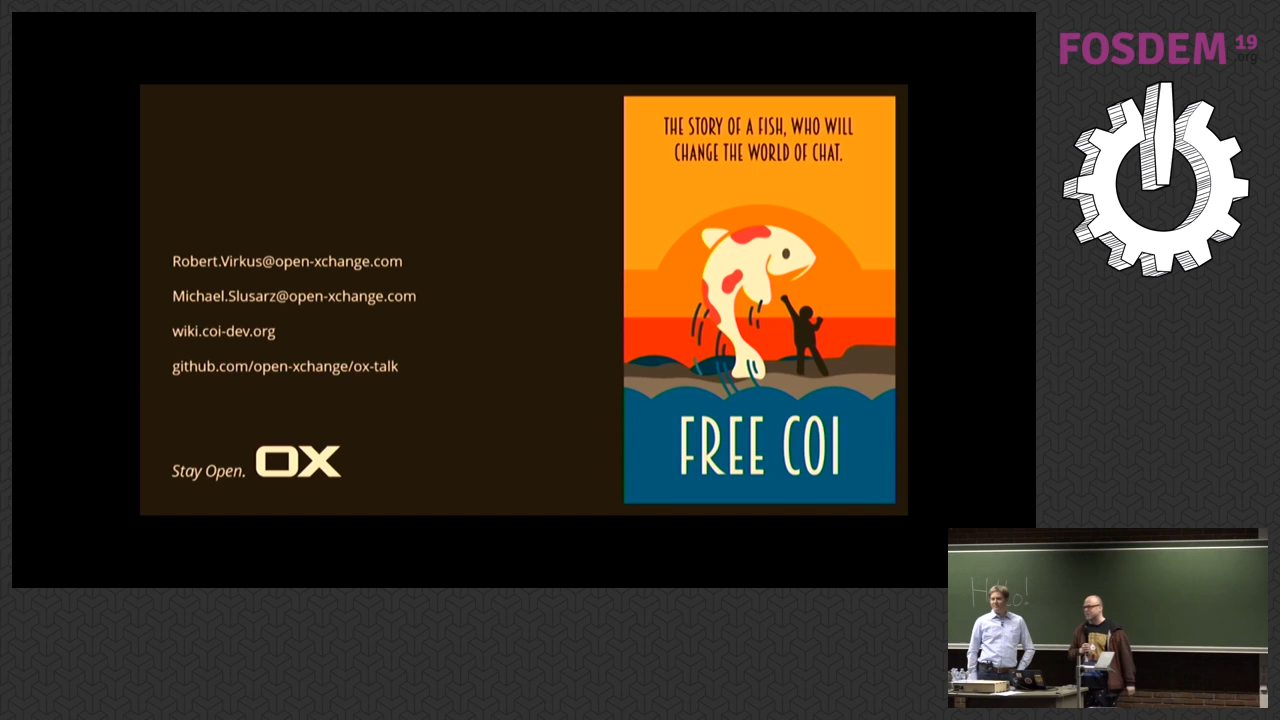 THE STORY OF A FISH, WHO WILL
CHANGE THE WORLD OF CHAT.
Robert.Virkus@open-xchange.com
Michael.Slusarz@open-xchange.com
wiki.coi-dev.org
github.com/open-xchange/ox-talk
Stay Open. OX
FREE COI
FOSDEM 19
.org
Hello!